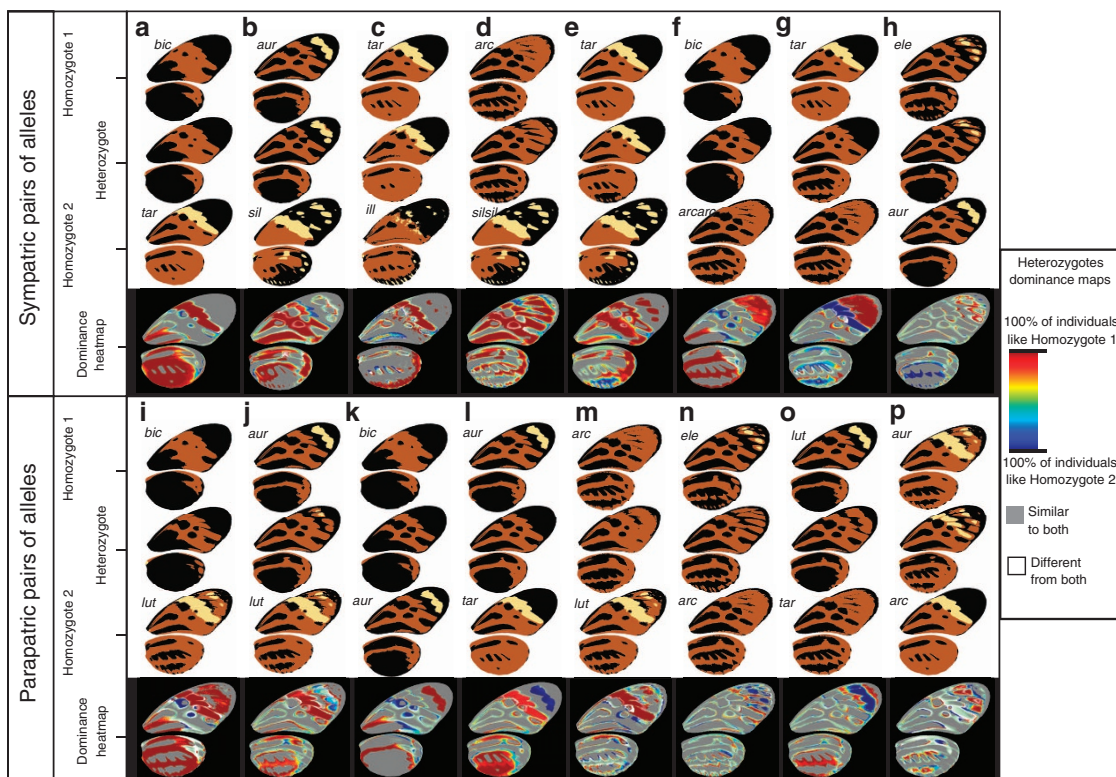 a b c d e f g h
bic aur tar arc tar bic tar ele
tar sil ill silsil arcarc aur
Sympatric pairs of alleles
Homozygote 1
Heterozygote
Homozygote 2
Dominance
heatmap
i j k l m n o p
bic aur bic aur arc ele lut aur
lut lut aur tar lut arc tar arc
Parapatric pairs of alleles
Homozygote 1
Heterozygote
Homozygote 2
Dominance
heatmap
Heterozygotes
dominance maps
100% of individuals
like Homozygote 1
100% of individuals
like Homozygote 2
Similar
to both
Different
from both